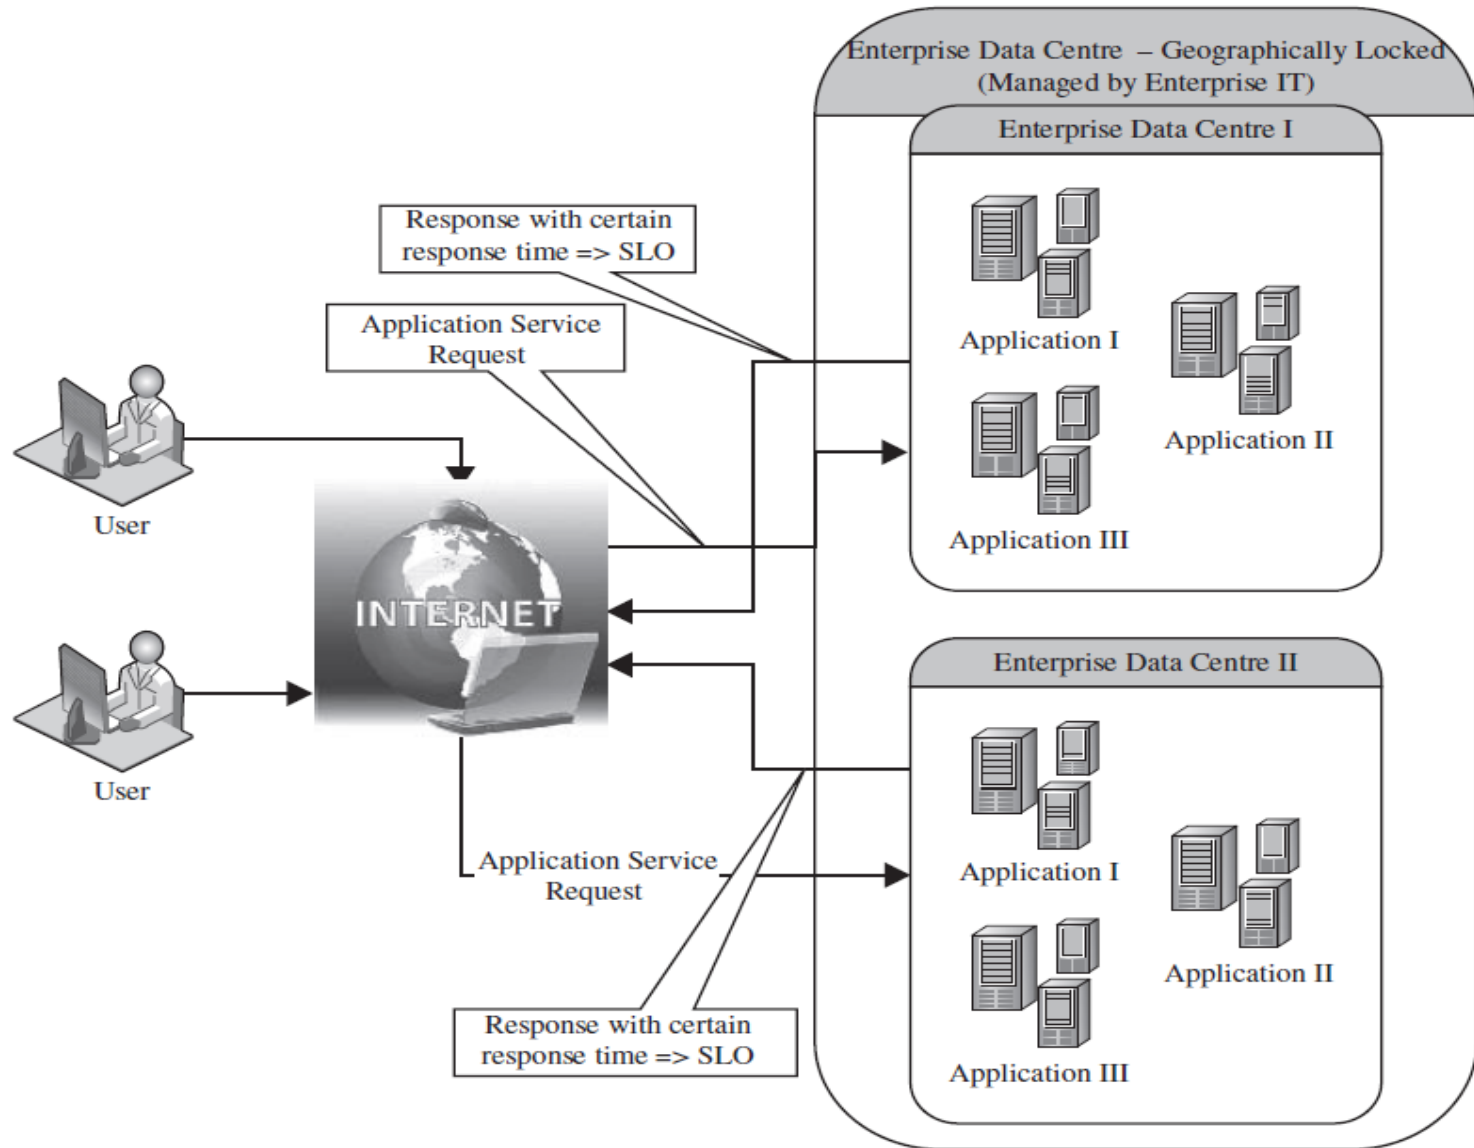 Enterprise Data Centre – Geographically Locked
(Managed by Enterprise IT)
Enterprise Data Centre I
Response with certain
response time => SLO
Application Service
Request
Application I
Application II
Application III
User
INTERNET
User
Enterprise Data Centre II
Application Service
Request
Application I
Application II
Application III
Response with certain
response time => SLO